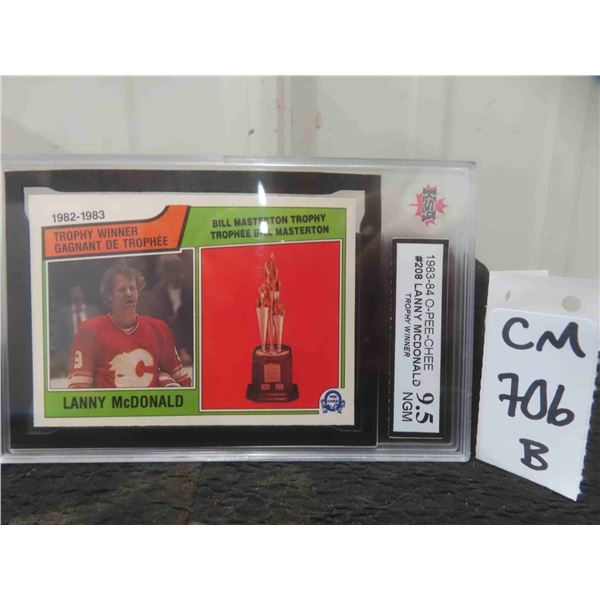 1982-1983
TROPHY WINNER
GAGNANT DE TROPHÉE
BILL MASTERTON TROPHY
TROPHÉE BILL MASTERTON
9
LANNY McDONALD
KSA
1983-84 O-PEE-CHEE
#208 LANNY MCDONALD
TROPHY WINNER
9.5
NGM
CM
706
B